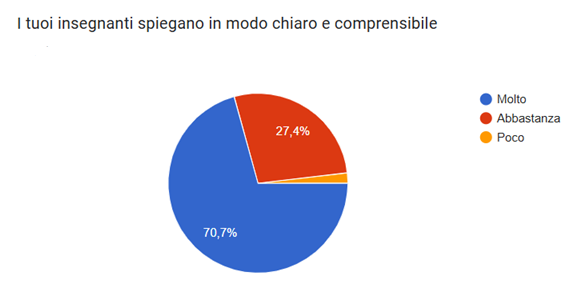 I tuoi insegnanti spiegano in modo chiaro e comprensibile
27,4%
70,7%
Molto
Abbastanza
Poco